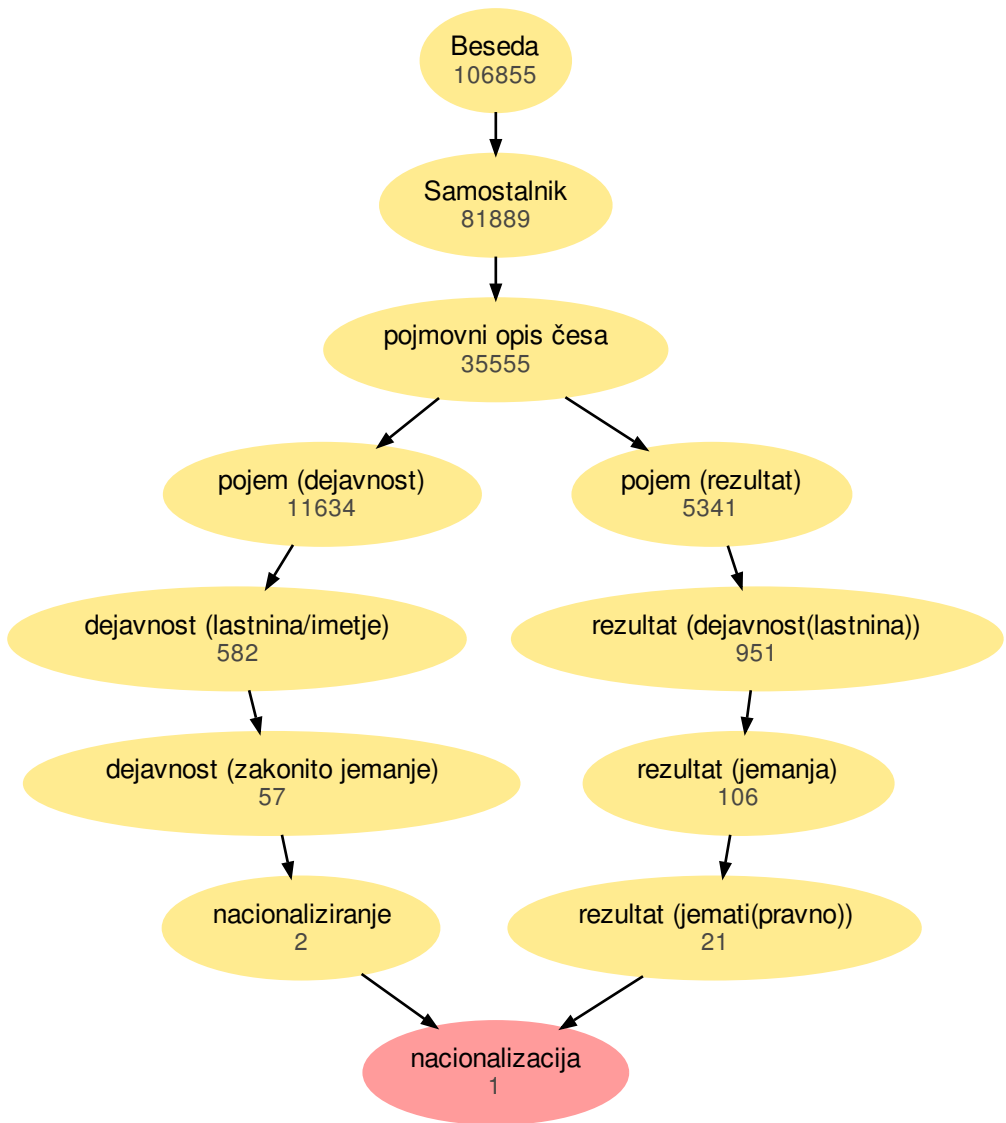 Beseda
106855
Samostalnik
81889
pojmovni opis česa
35555
pojem (dejavnost)
11634
pojem (rezultat)
5341
dejavnost (lastnina/imetje)
582
rezultat (dejavnost(lastnina))
951
dejavnost (zakonito jemanje)
57
rezultat (jemanja)
106
nacionaliziranje
2
rezultat (jemati(pravno))
21
nacionalizacija
1